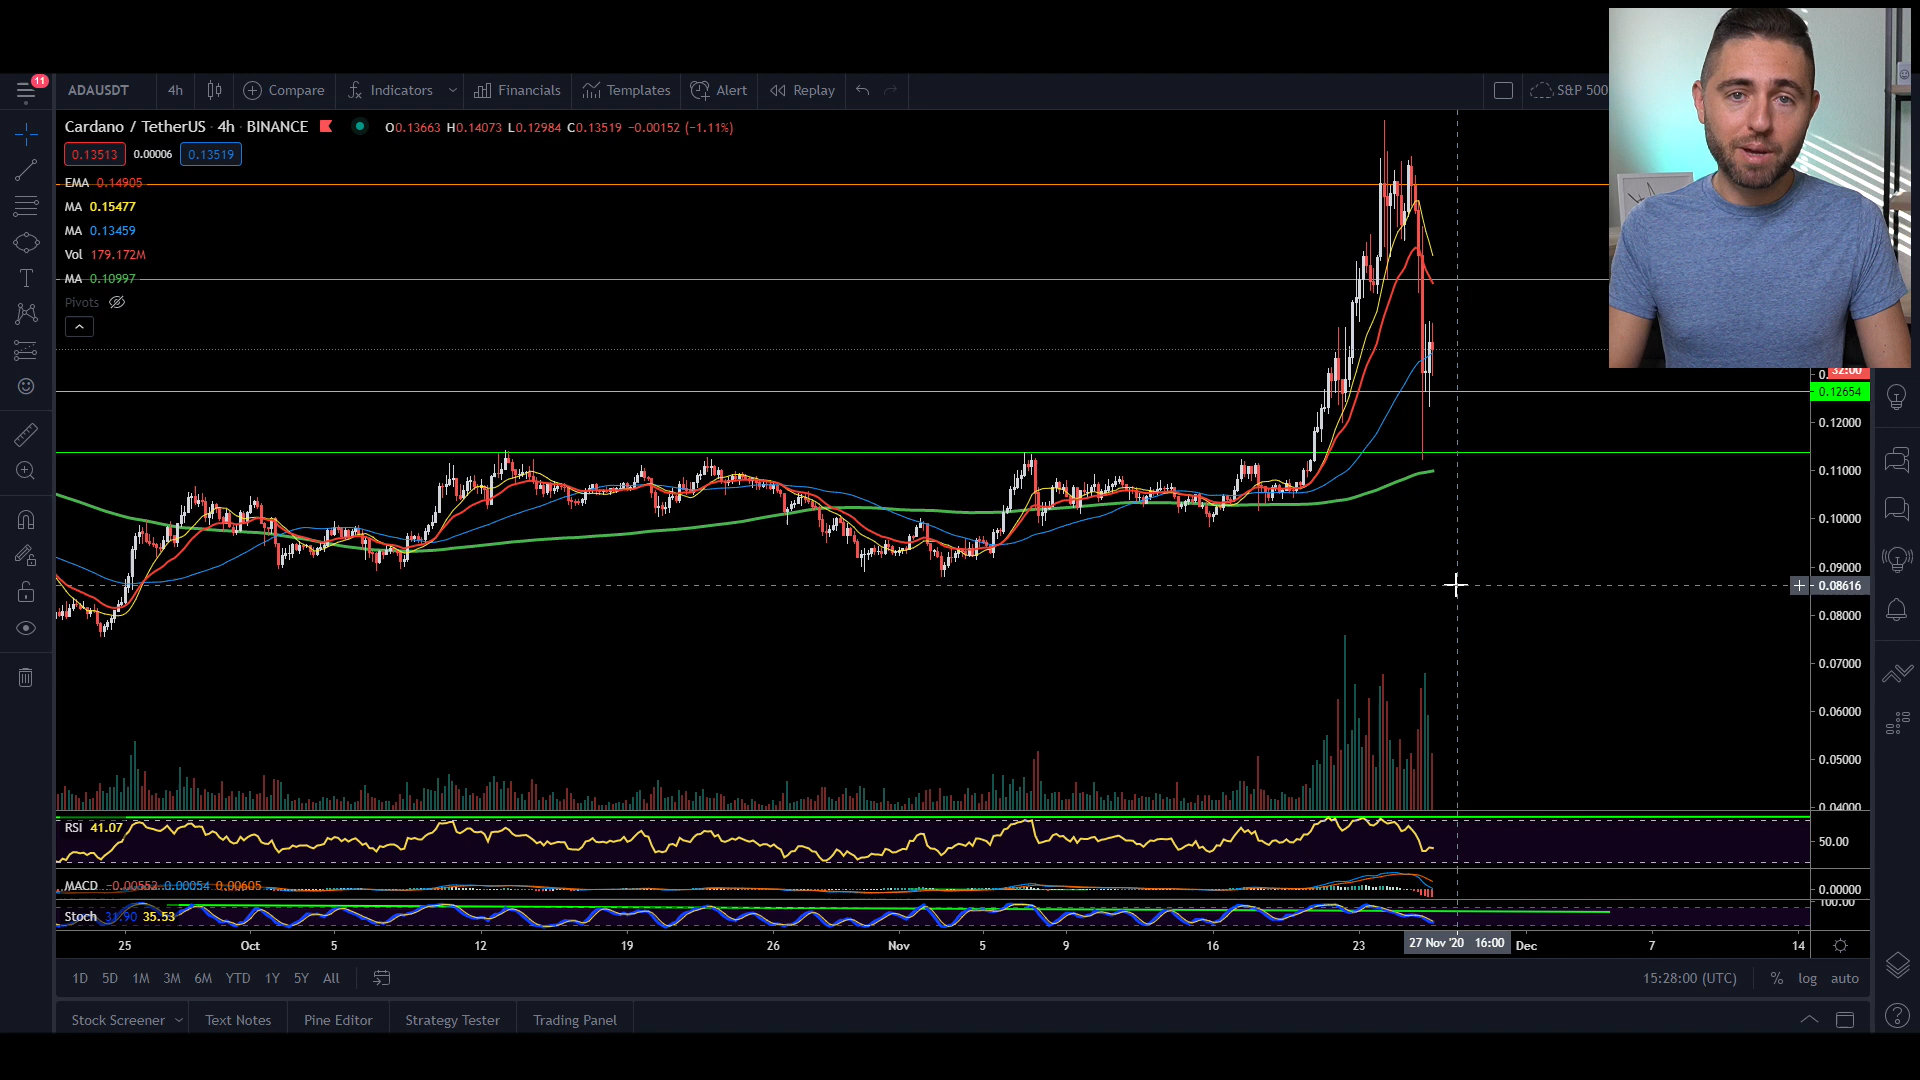 11
ADAUSDT 4h Compare Indicators Financials Templates Alert Replay S&P 500
Cardano / TetherUS · 4h · BINANCE O0.13663 H0.14073 L0.12984 C0.13519 −0.00152 (−1.11%)
0.13513 0.00006 0.13519
EMA 0.14905
MA 0.15477
MA 0.13459
Vol 179.172M
MA 0.10997
Pivots
32:00
0.12654
0.12000
0.11000
0.10000
0.09000
0.08616
0.08000
0.07000
0.06000
0.05000
0.04000
RSI 41.07
50.00
MACD −0.00552 0.00054 0.00605
0.00000
100.00
Stoch 31.90 35.53
25 Oct 5 12 19 26 Nov 5 9 16 23 27 Nov '20 16:00 Dec 7 14
1D 5D 1M 3M 6M YTD 1Y 5Y All 15:28:00 (UTC) % log auto
Stock Screener Text Notes Pine Editor Strategy Tester Trading Panel